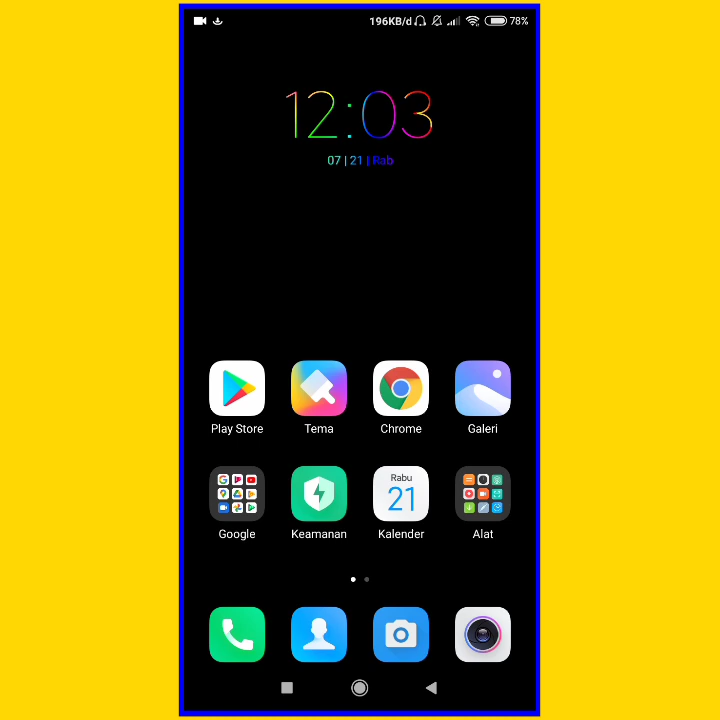 196KB/d 78%
12:03
07 | 21 | Rab
Play Store Tema Chrome Galeri
Rabu
21
Google Keamanan Kalender Alat